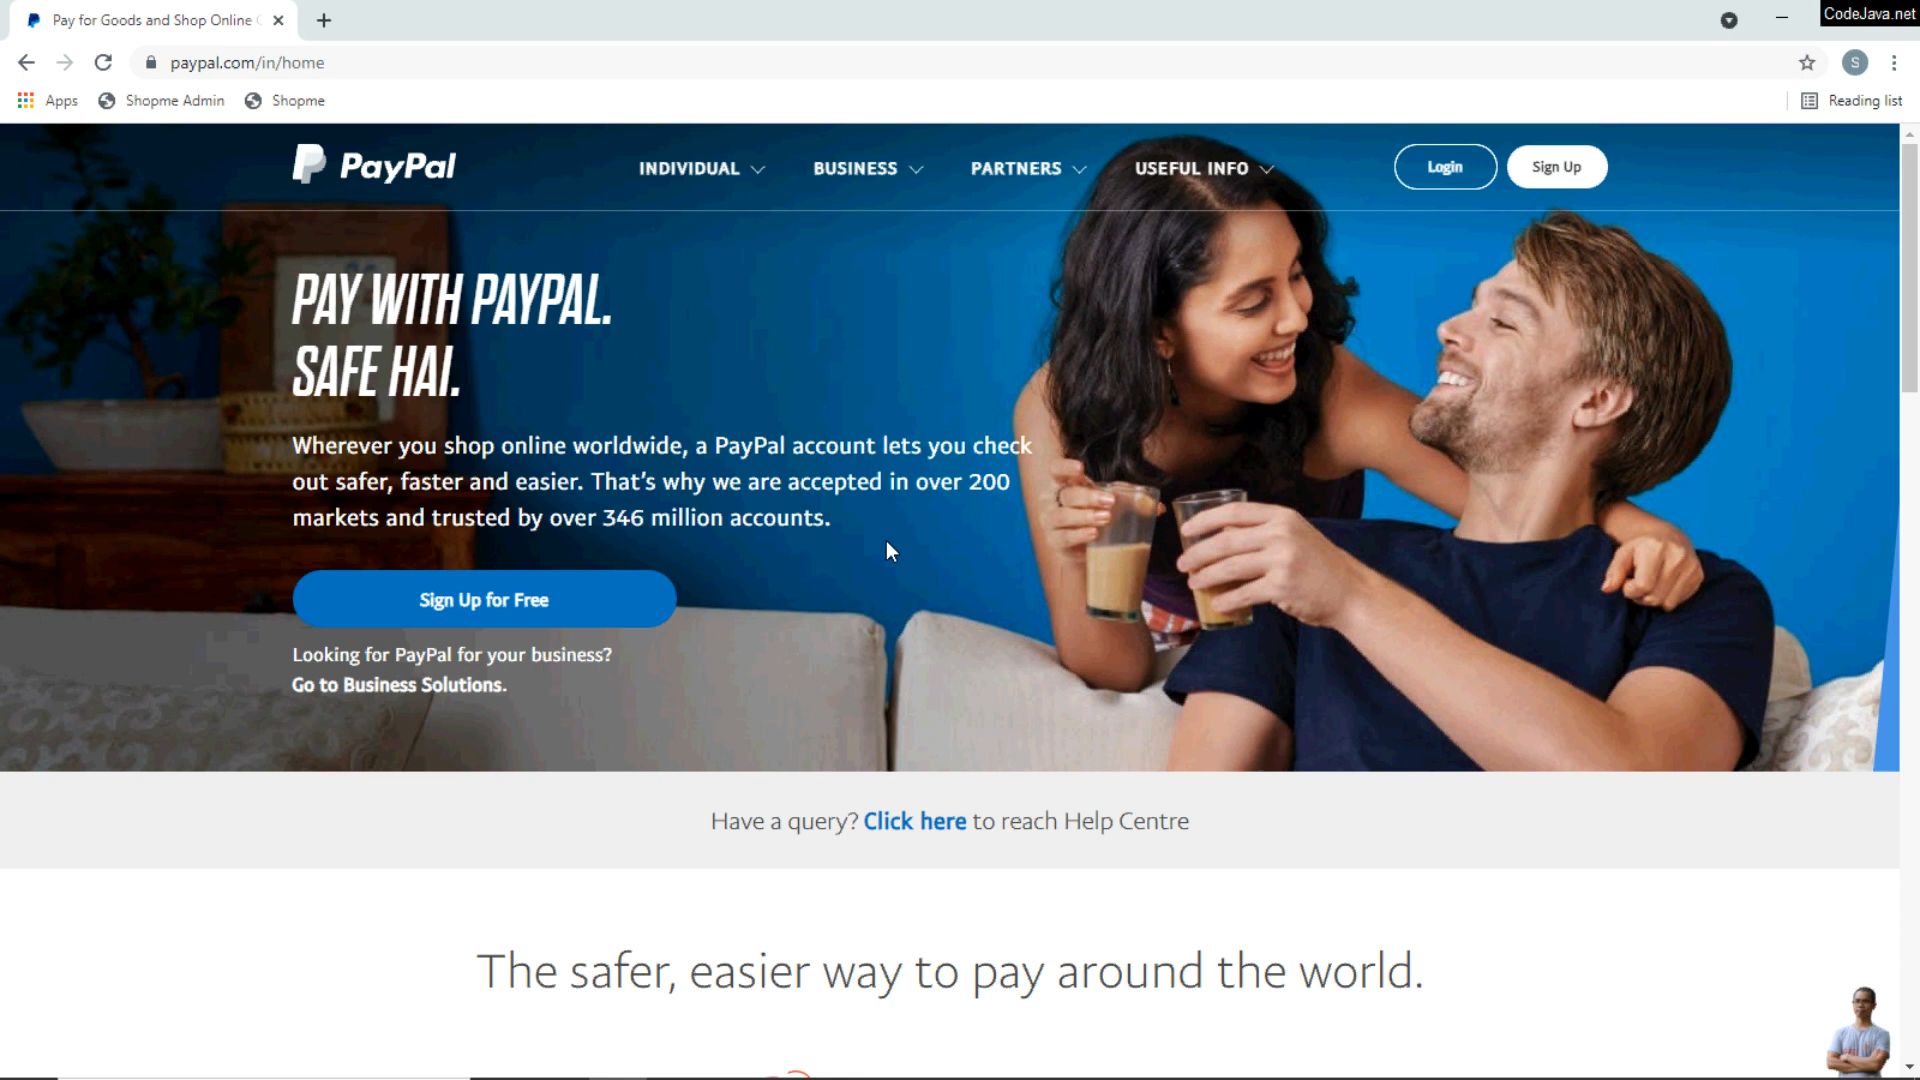 Pay for Goods and Shop Online
CodeJava.net
paypal.com/in/home
S
Apps
Shopme Admin
Shopme
Reading list
PayPal
INDIVIDUAL
BUSINESS
PARTNERS
USEFUL INFO
Login
Sign Up
PAY WITH PAYPAL.
SAFE HAI.
Wherever you shop online worldwide, a PayPal account lets you check
out safer, faster and easier. That's why we are accepted in over 200
markets and trusted by over 346 million accounts.
Sign Up for Free
Looking for PayPal for your business?
Go to Business Solutions.
Have a query? Click here to reach Help Centre
The safer, easier way to pay around the world.